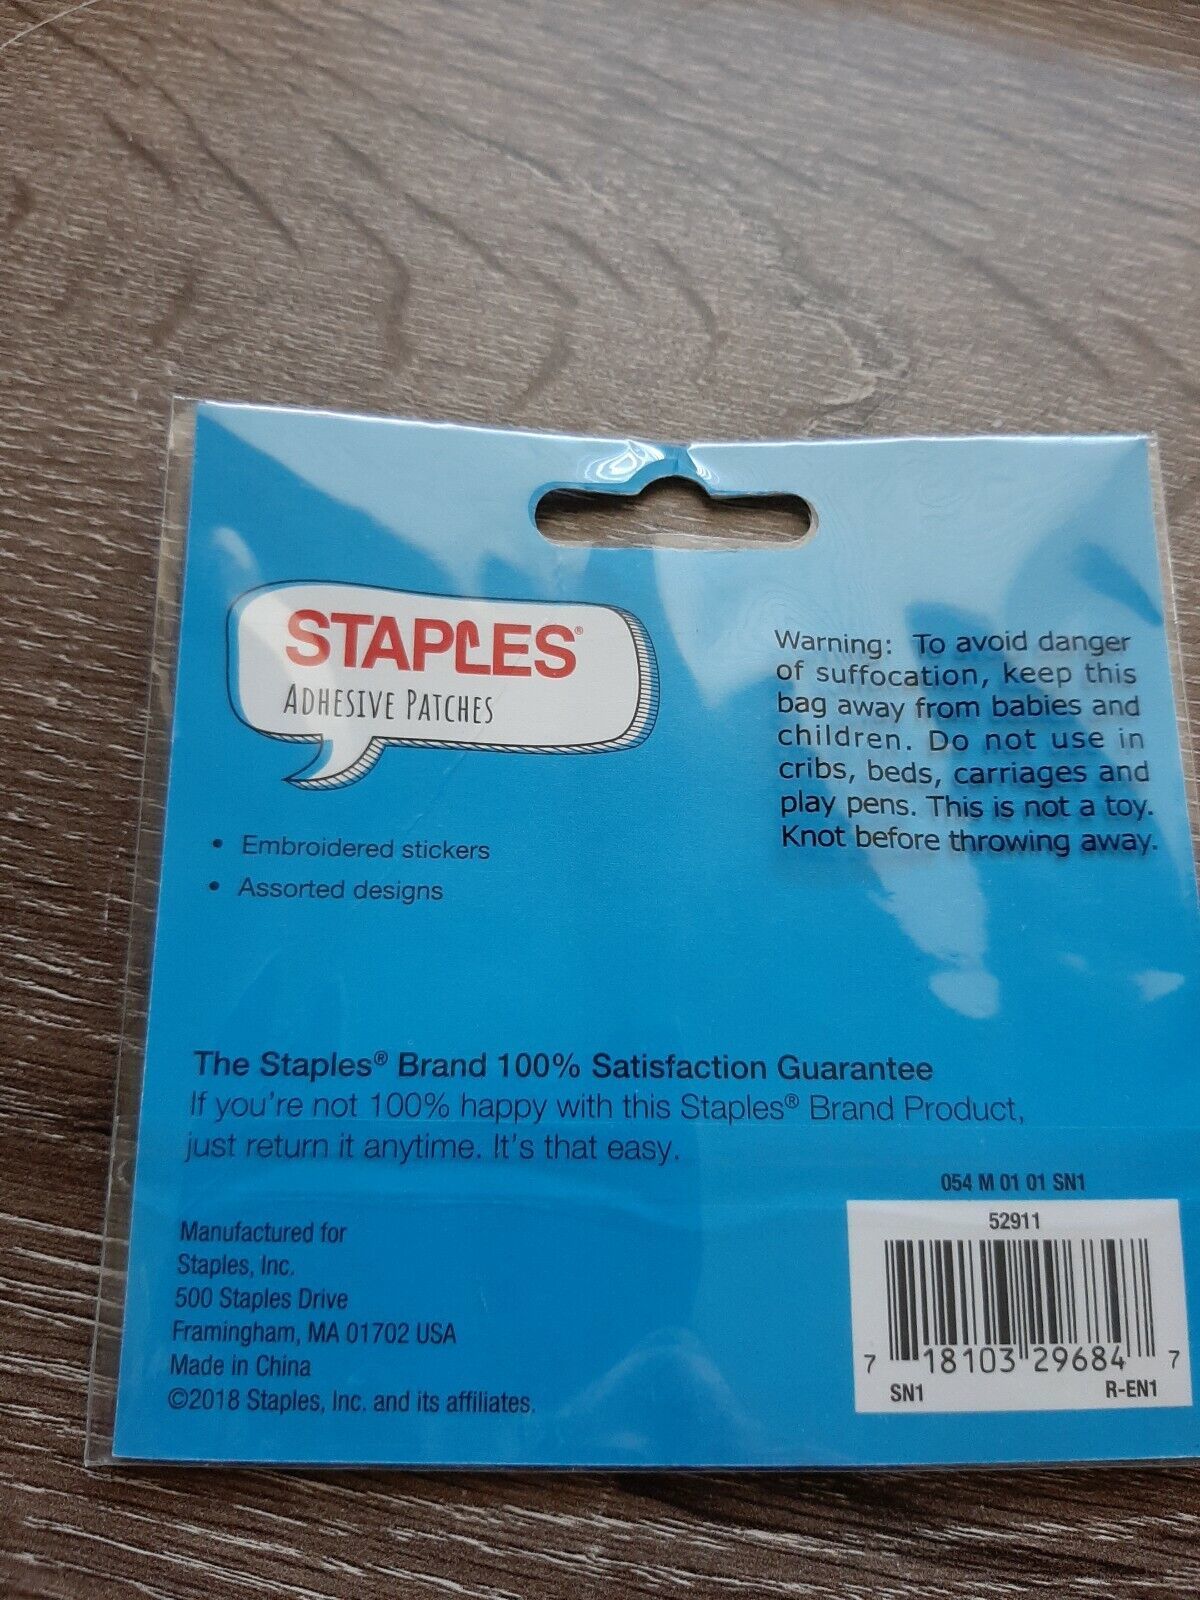 STAPLES®
ADHESIVE PATCHES
• Embroidered stickers
• Assorted designs
Warning: To avoid danger
of suffocation, keep this
bag away from babies and
children. Do not use in
cribs, beds, carriages and
play pens. This is not a toy.
Knot before throwing away.
The Staples® Brand 100% Satisfaction Guarantee
If you're not 100% happy with this Staples® Brand Product,
just return it anytime. It's that easy.
Manufactured for
Staples, Inc.
500 Staples Drive
Framingham, MA 01702 USA
Made in China
©2018 Staples, Inc. and its affiliates.
054 M 01 01 SN1
52911
7 18103 29684 7
SN1 R-EN1